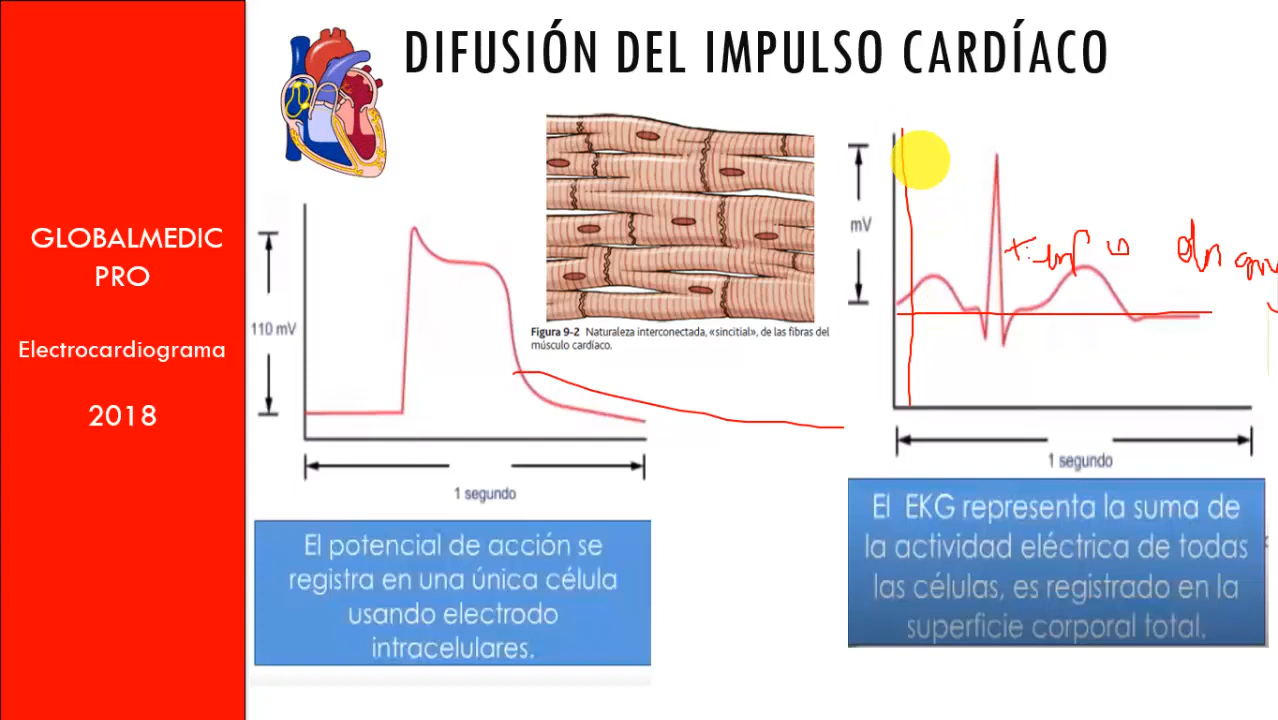 DIFUSIÓN DEL IMPULSO CARDÍACO
GLOBALMEDIC
PRO
Electrocardiograma
2018
110 mV
1 segundo
El potencial de acción se
registra en una única célula
usando electrodo
intracelulares.
Figura 9-2 Naturaleza interconectada, «sincitial», de las fibras del
músculo cardíaco.
mV
1 segundo
El EKG representa la suma de
la actividad eléctrica de todas
las células, es registrado en la
superficie corporal total.